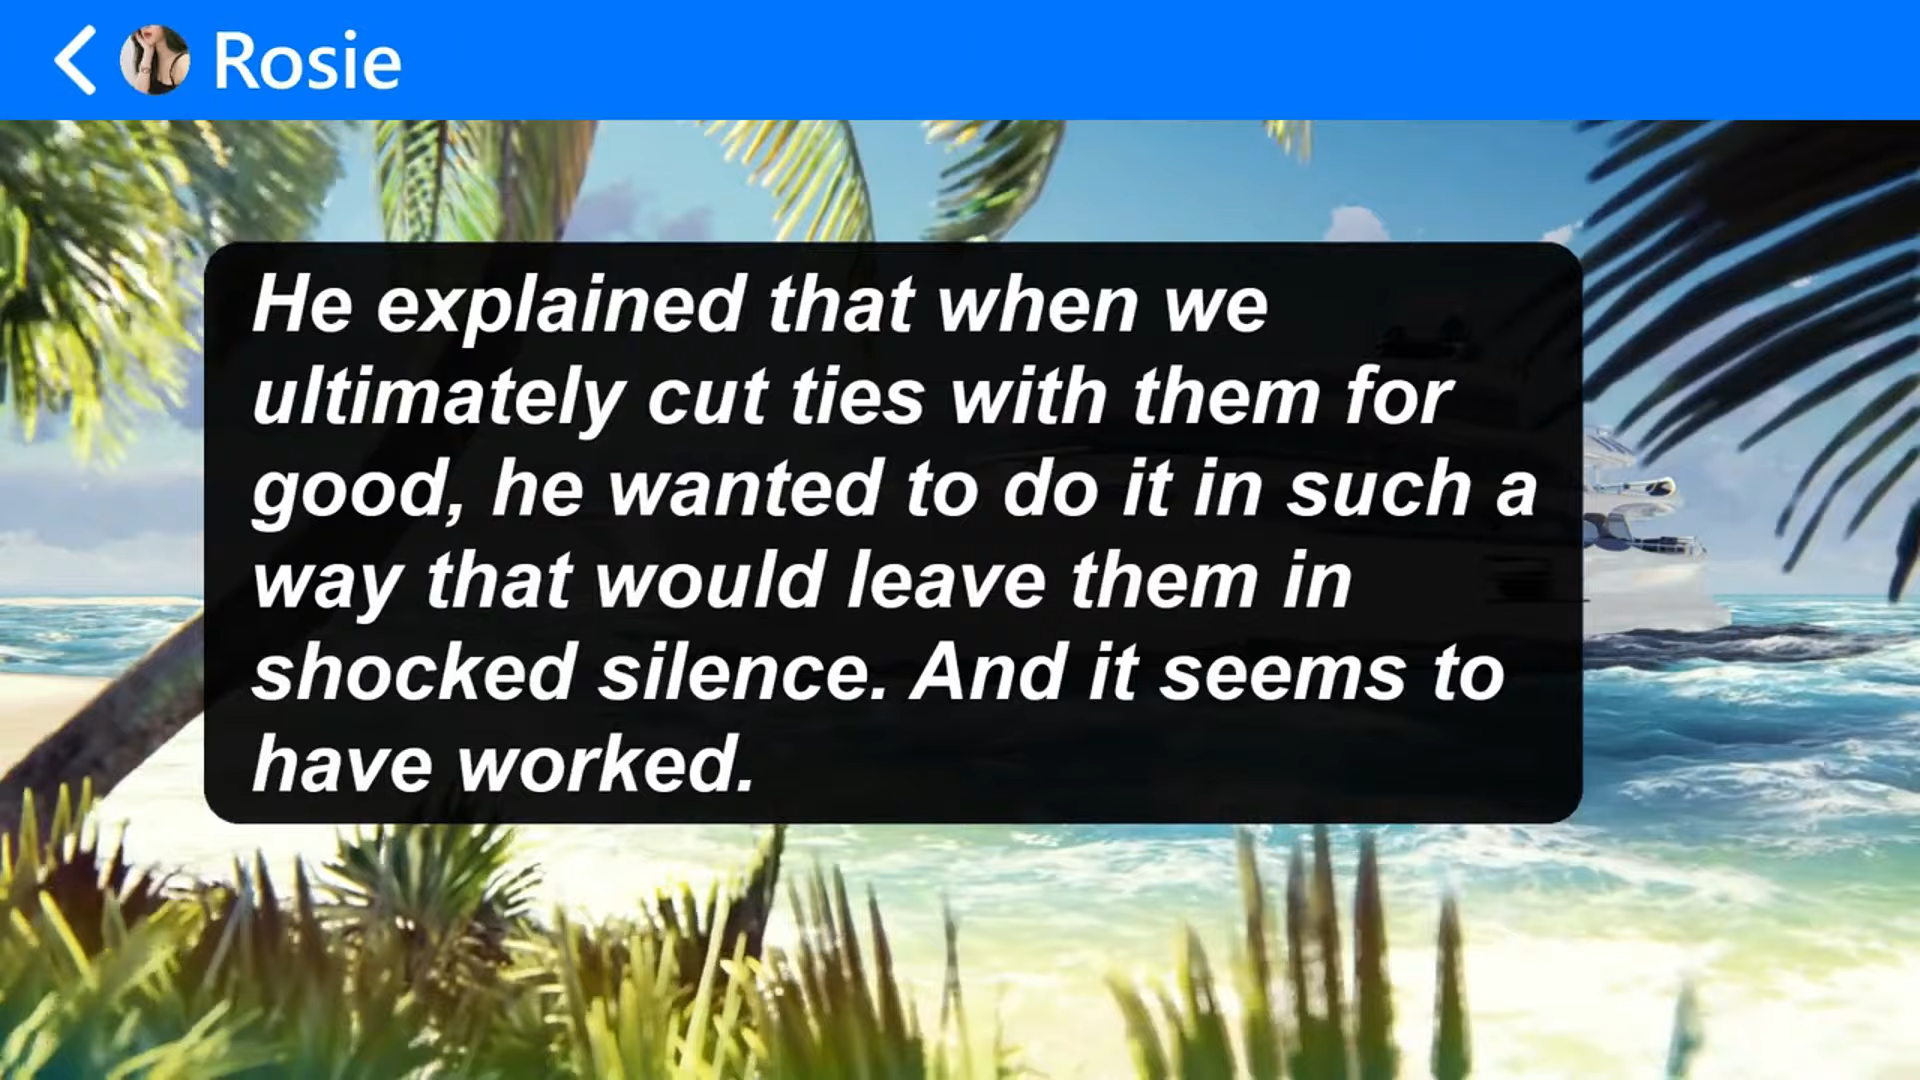 Rosie
He explained that when we
ultimately cut ties with them for
good, he wanted to do it in such a
way that would leave them in
shocked silence. And it seems to
have worked.